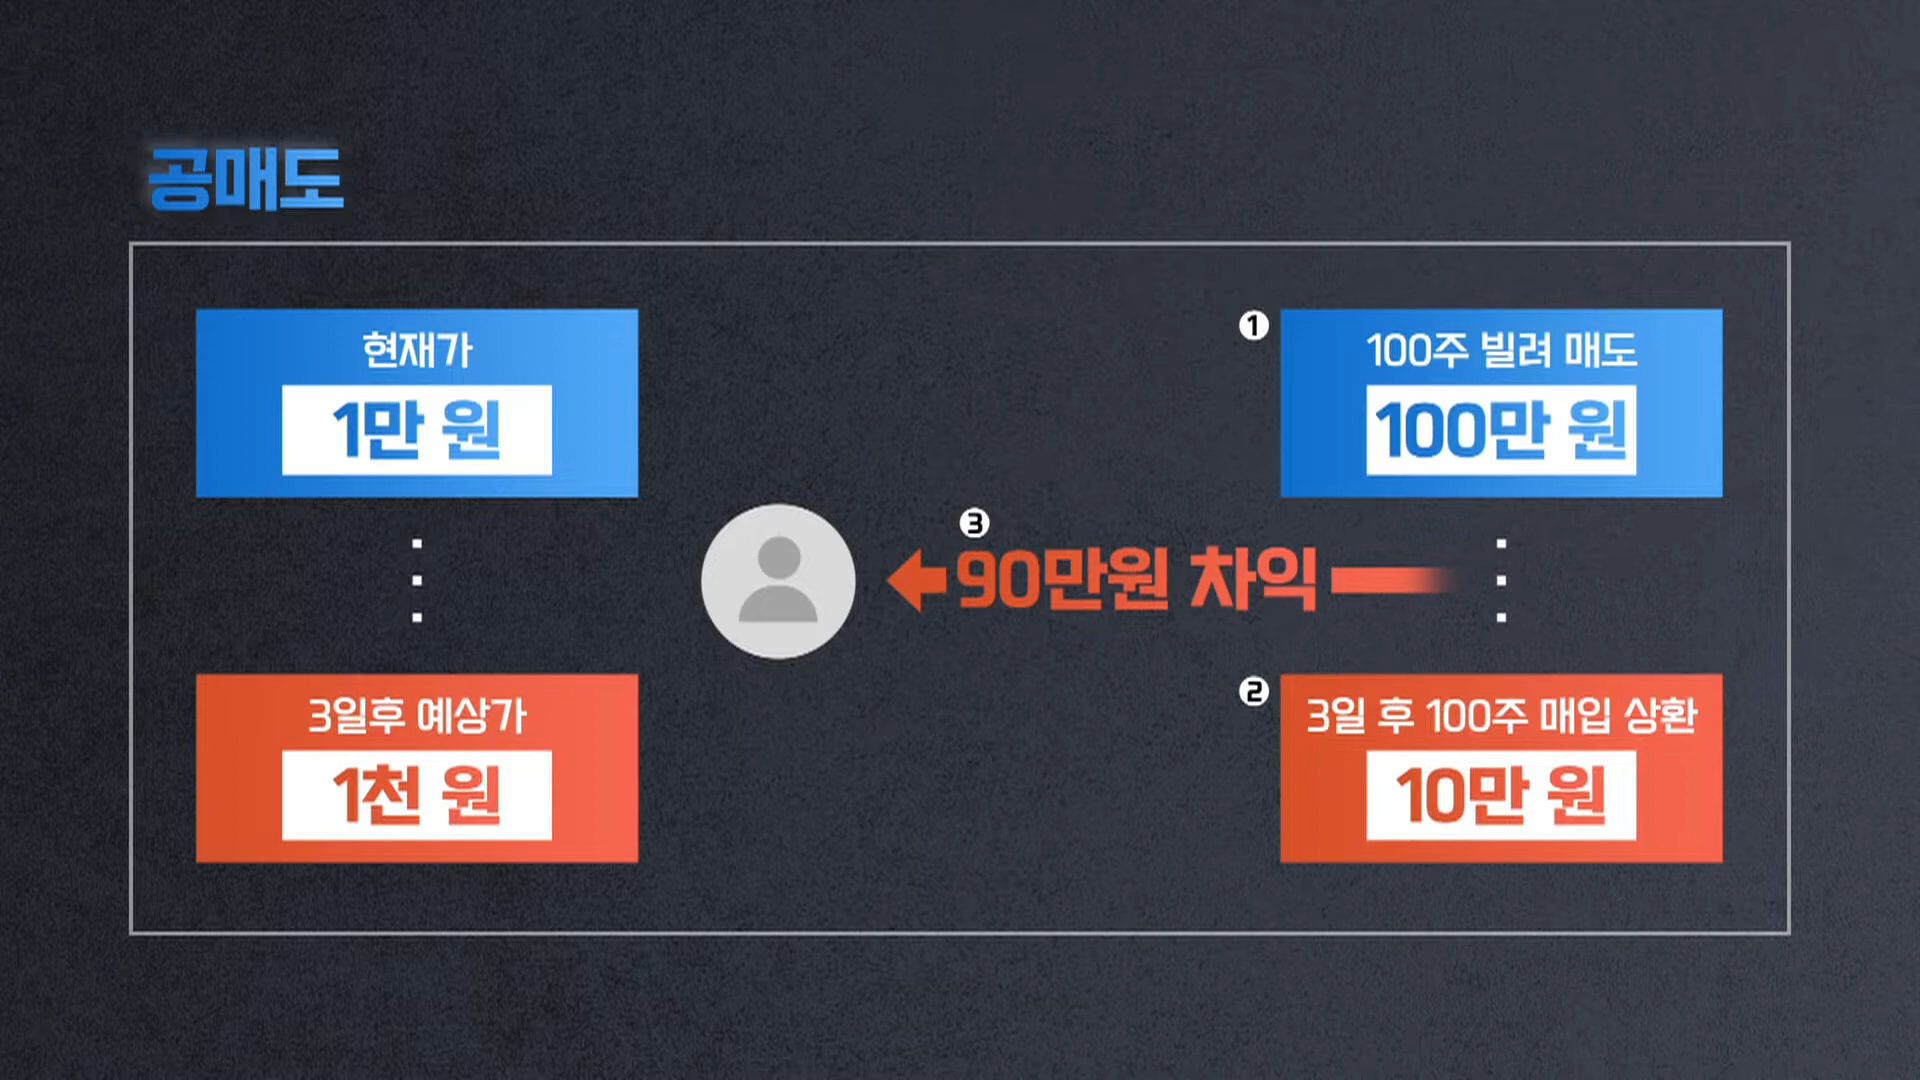 공매도
현재가
1만 원
3일후 예상가
1천 원
❶
100주 빌려 매도
100만 원
❸
90만원 차익
❷
3일 후 100주 매입 상환
10만 원